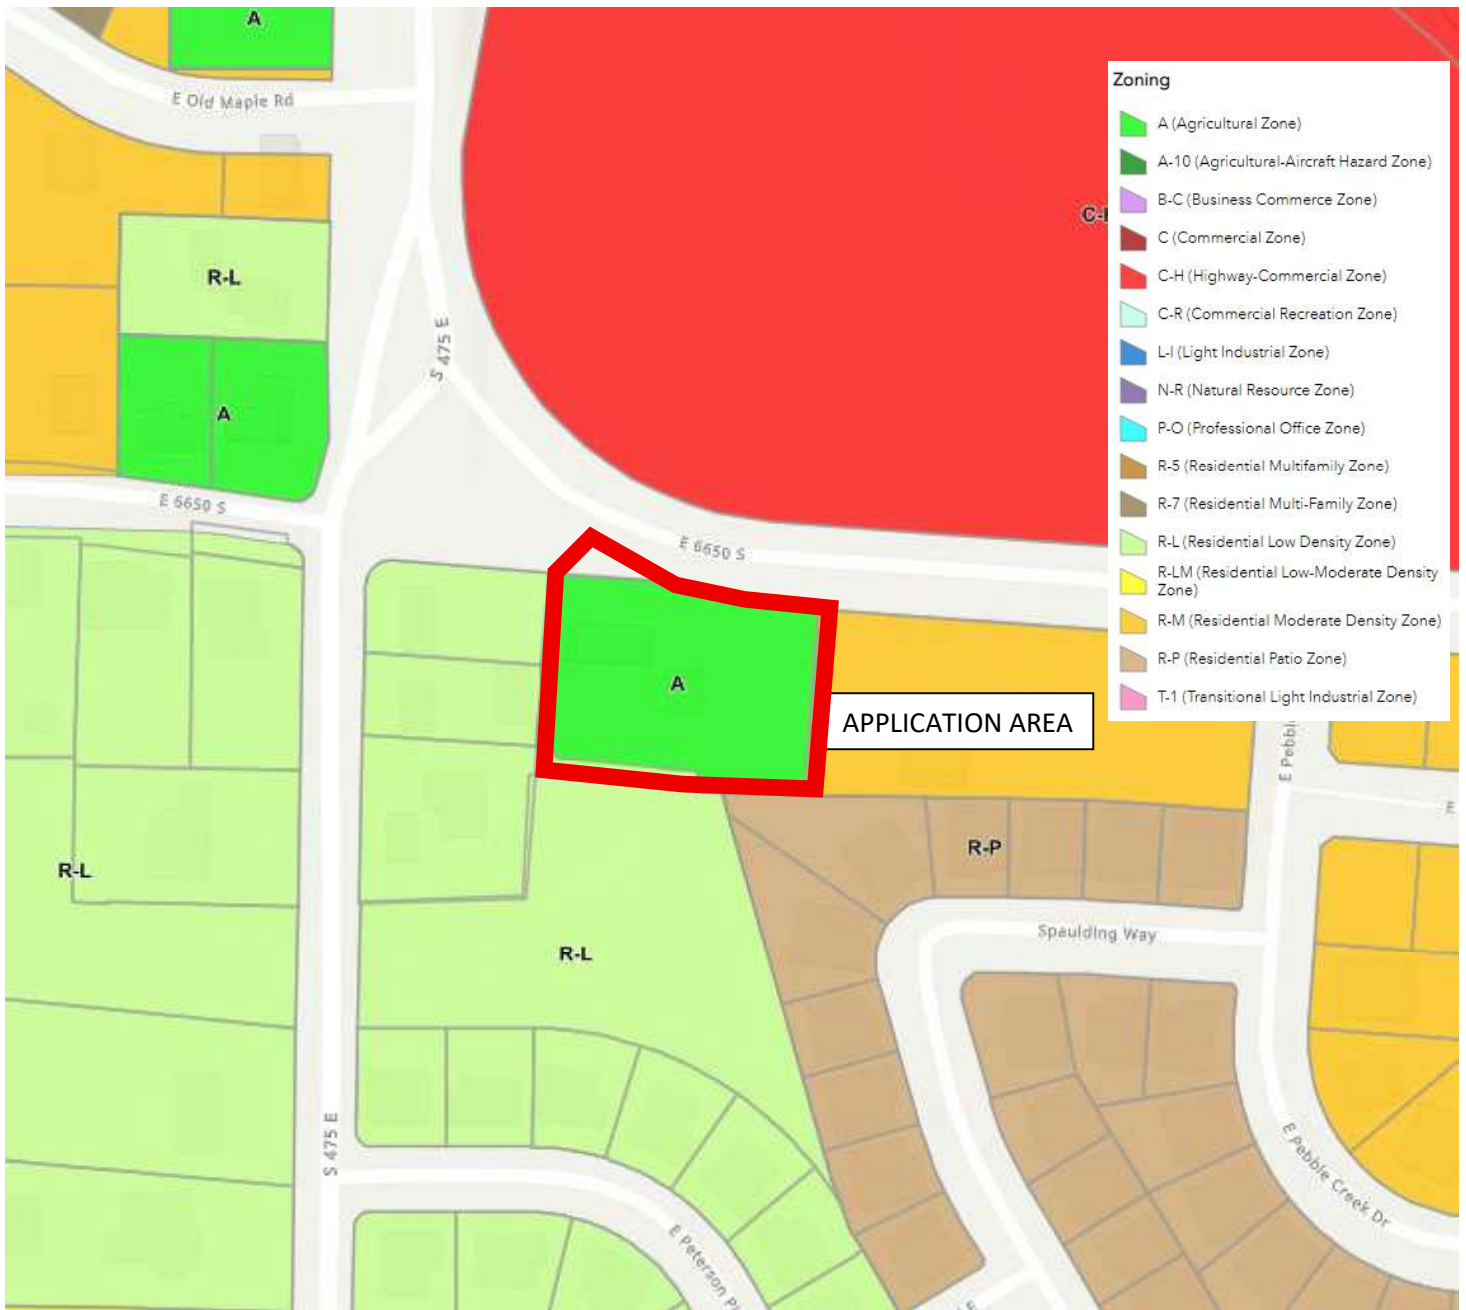 A
E Old Maple Rd
Zoning
A (Agricultural Zone)
A-10 (Agricultural-Aircraft Hazard Zone)
B-C (Business Commerce Zone)
C (Commercial Zone)
C-H (Highway-Commercial Zone)
C-R (Commercial Recreation Zone)
L-I (Light Industrial Zone)
N-R (Natural Resource Zone)
P-O (Professional Office Zone)
R-5 (Residential Multifamily Zone)
R-7 (Residential Multi-Family Zone)
R-L (Residential Low Density Zone)
R-LM (Residential Low-Moderate Density
Zone)
R-M (Residential Moderate Density Zone)
R-P (Residential Patio Zone)
T-1 (Transitional Light Industrial Zone)
R-L
S 475 E
A
E 6650 S
E 6650 S
A
APPLICATION AREA
E Pebbl
R-P
R-L
Spaulding Way
R-L
S 475 E
E Pebble Creek Dr
E Peterson P